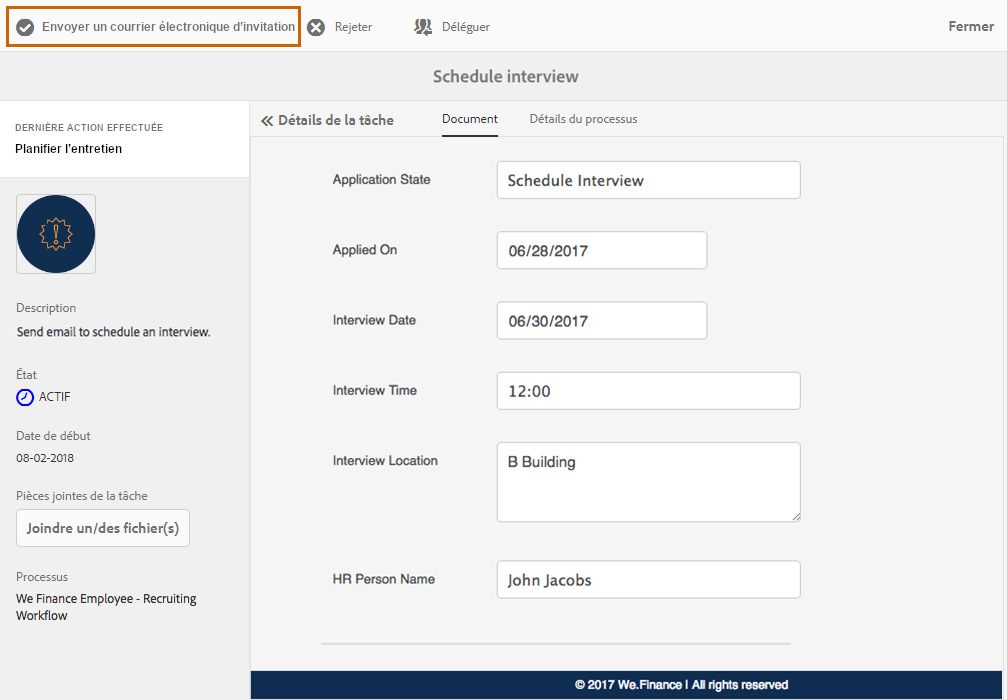 Envoyer un courrier électronique d'invitation
Rejeter
Déléguer
Fermer
Schedule interview
DERNIÈRE ACTION EFFECTUÉE
Planifier l'entretien
Description
Send email to schedule an interview.
État
ACTIF
Date de début
08-02-2018
Pièces jointes de la tâche
Joindre un/des fichier(s)
Processus
We Finance Employee - Recruiting
Workflow
Détails de la tâche
Document
Détails du processus
Application State
Schedule Interview
Applied On
06/28/2017
Interview Date
06/30/2017
Interview Time
12:00
Interview Location
B Building
HR Person Name
John Jacobs
© 2017 We.Finance | All rights reserved